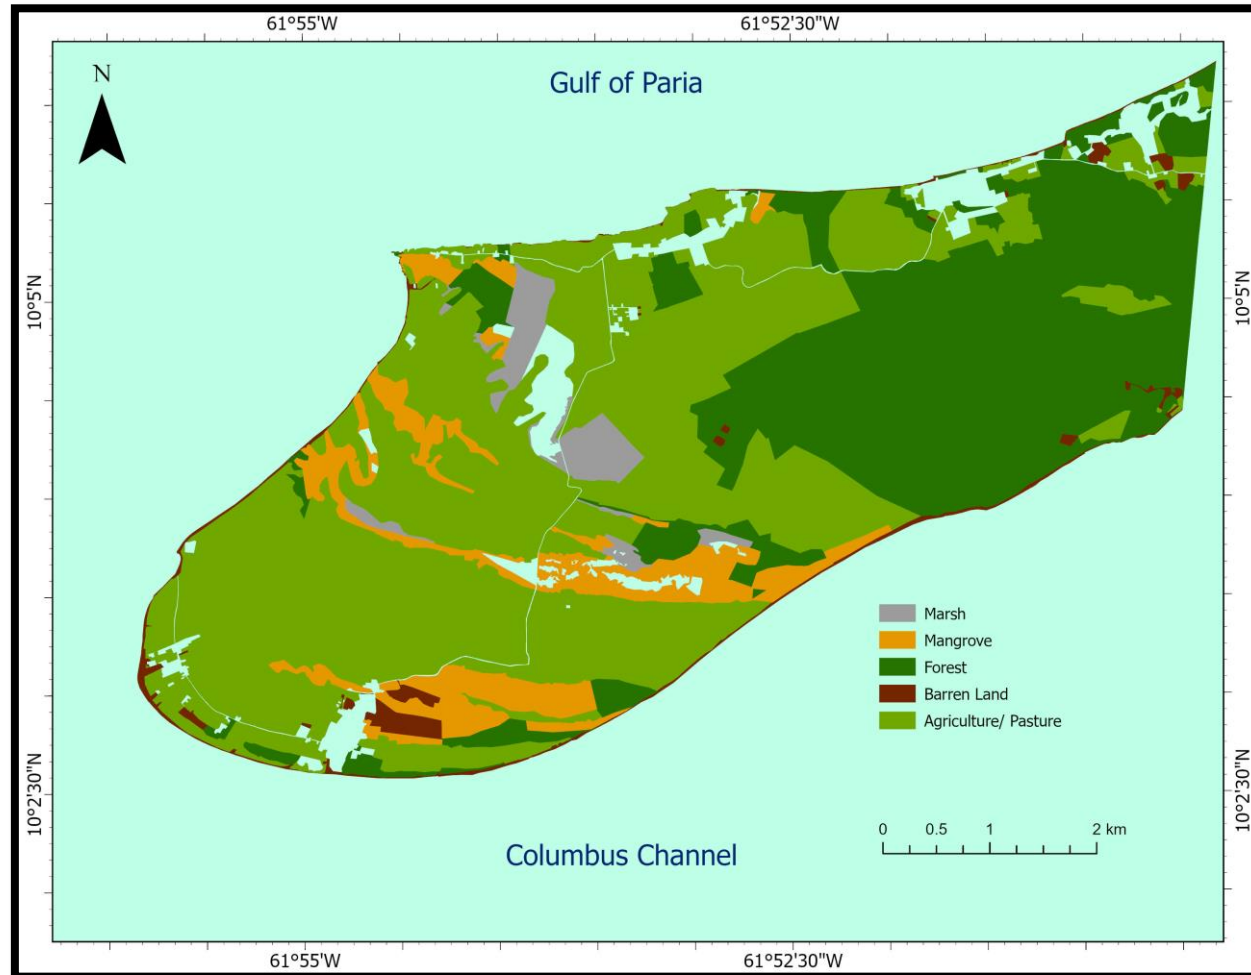 61°55'W
61°52'30"W
N
Gulf of Paria
10°5'N
10°5'N
Marsh
Mangrove
Forest
Barren Land
Agriculture/ Pasture
10°2'30"N
10°2'30"N
0 0.5 1 2 km
Columbus Channel
61°55'W
61°52'30"W